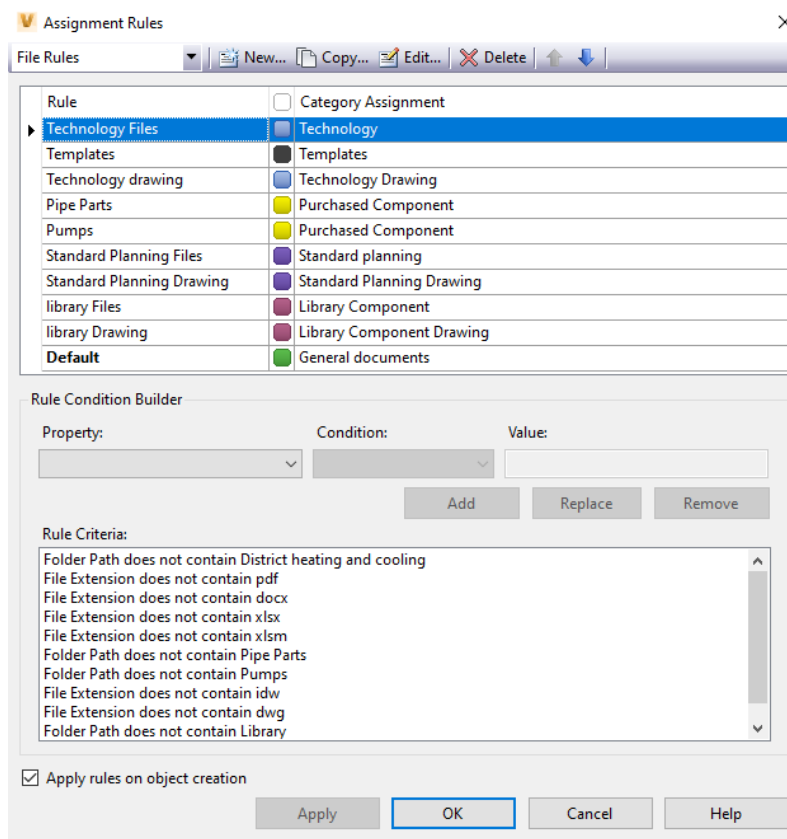 Assignment Rules
File Rules New... Copy... Edit... Delete
Rule Category Assignment
Technology Files Technology
Templates Templates
Technology drawing Technology Drawing
Pipe Parts Purchased Component
Pumps Purchased Component
Standard Planning Files Standard planning
Standard Planning Drawing Standard Planning Drawing
library Files Library Component
library Drawing Library Component Drawing
Default General documents
Rule Condition Builder
Property: Condition: Value:
Add Replace Remove
Rule Criteria:
Folder Path does not contain District heating and cooling
File Extension does not contain pdf
File Extension does not contain docx
File Extension does not contain xlsx
File Extension does not contain xlsm
Folder Path does not contain Pipe Parts
Folder Path does not contain Pumps
File Extension does not contain idw
File Extension does not contain dwg
Folder Path does not contain Library
Apply rules on object creation
Apply OK Cancel Help